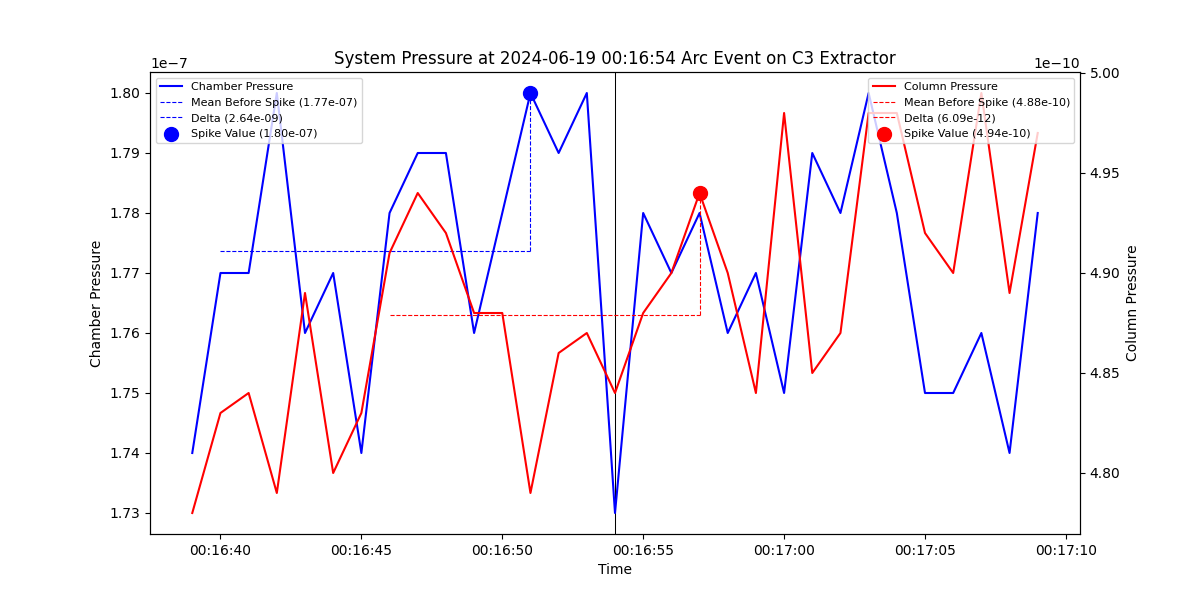 System Pressure at 2024-06-19 00:16:54 Arc Event on C3 Extractor
1e−7
1e−10
Chamber Pressure
Mean Before Spike (1.77e-07)
Delta (2.64e-09)
Spike Value (1.80e-07)
Column Pressure
Mean Before Spike (4.88e-10)
Delta (6.09e-12)
Spike Value (4.94e-10)
1.80
1.79
1.78
1.77
1.76
1.75
1.74
1.73
Chamber Pressure
5.00
4.95
4.90
4.85
4.80
Column Pressure
00:16:40
00:16:45
00:16:50
00:16:55
00:17:00
00:17:05
00:17:10
Time